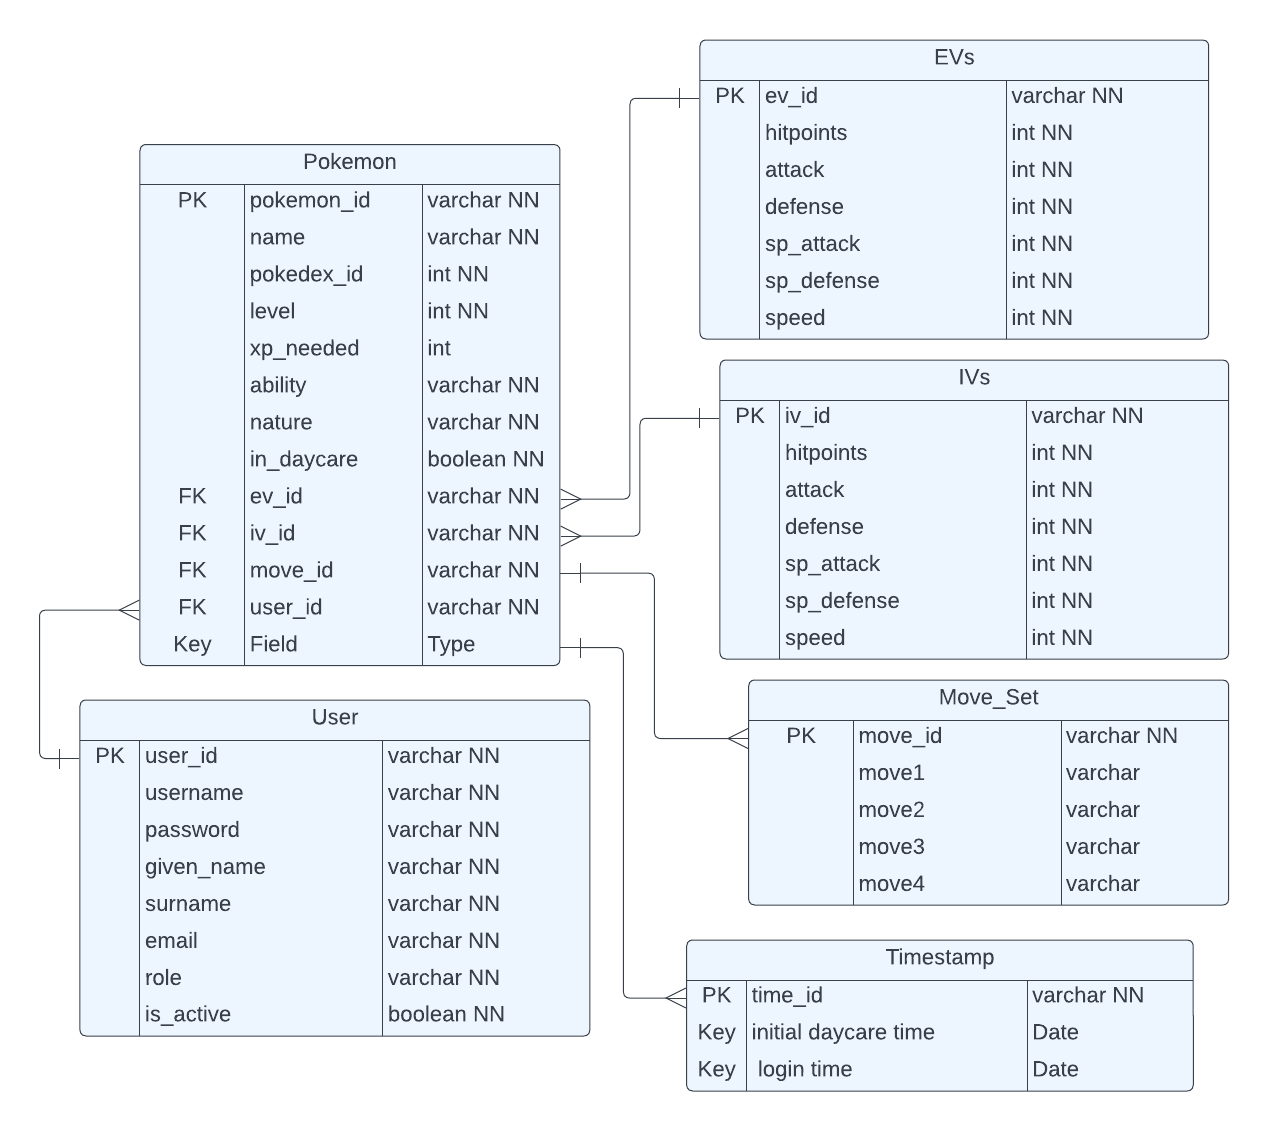 EVs
PK ev_id varchar NN
hitpoints int NN
attack int NN
defense int NN
sp_attack int NN
sp_defense int NN
speed int NN
Pokemon
PK pokemon_id varchar NN
name varchar NN
pokedex_id int NN
level int NN
xp_needed int
ability varchar NN
nature varchar NN
in_daycare boolean NN
FK ev_id varchar NN
FK iv_id varchar NN
FK move_id varchar NN
FK user_id varchar NN
Key Field Type
IVs
PK iv_id varchar NN
hitpoints int NN
attack int NN
defense int NN
sp_attack int NN
sp_defense int NN
speed int NN
User
PK user_id varchar NN
username varchar NN
password varchar NN
given_name varchar NN
surname varchar NN
email varchar NN
role varchar NN
is_active boolean NN
Move_Set
PK move_id varchar NN
move1 varchar
move2 varchar
move3 varchar
move4 varchar
Timestamp
PK time_id varchar NN
Key initial daycare time Date
Key login time Date